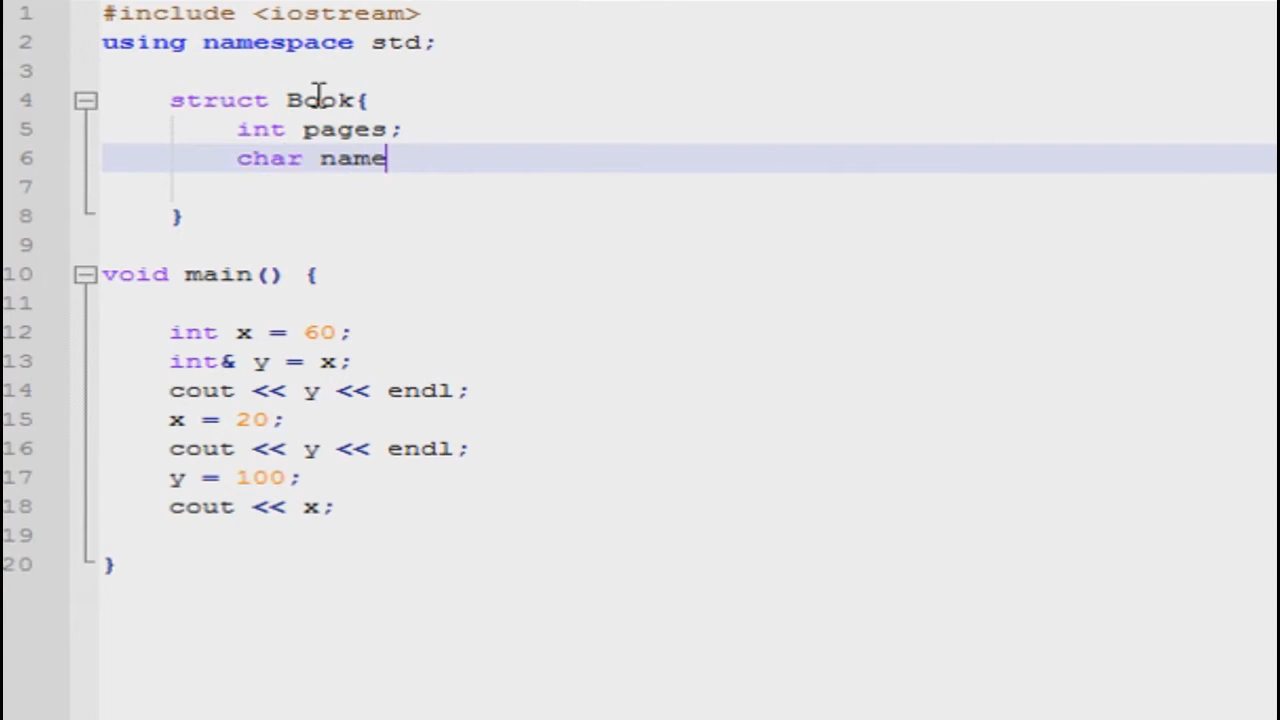 1 #include <iostream>
2 using namespace std;
3
4 struct Book{
5 int pages;
6 char name
7
8 }
9
10 void main() {
11
12 int x = 60;
13 int& y = x;
14 cout << y << endl;
15 x = 20;
16 cout << y << endl;
17 y = 100;
18 cout << x;
19
20 }